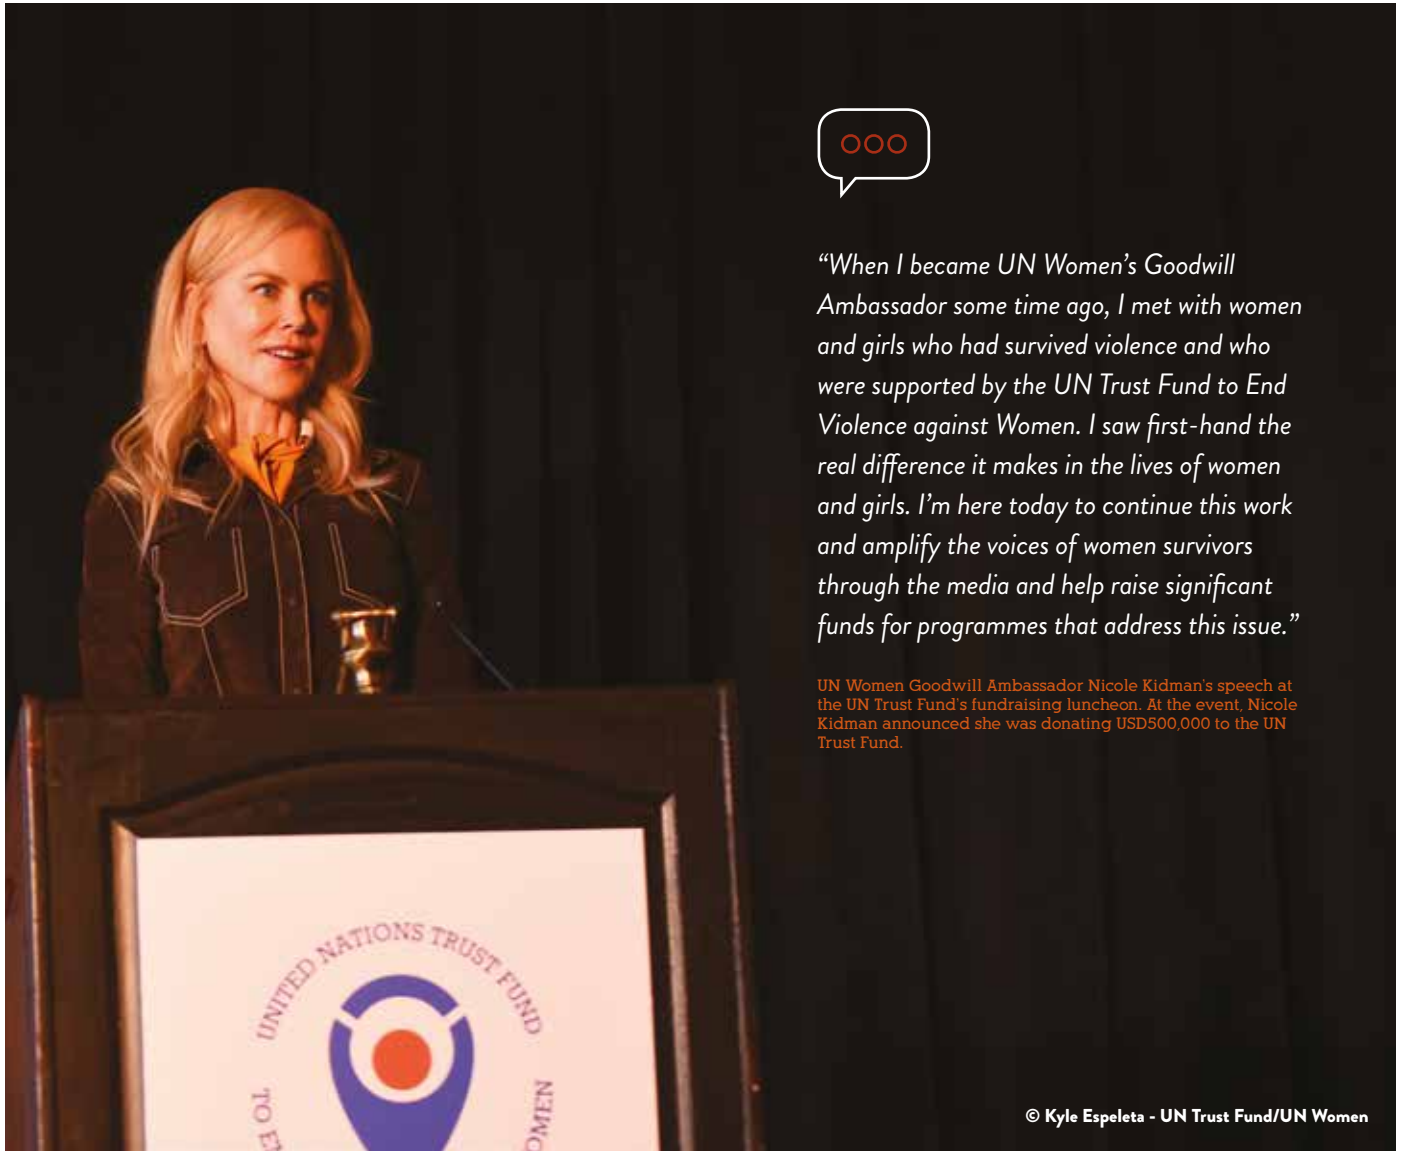 “When I became UN Women’s Goodwill
Ambassador some time ago, I met with women
and girls who had survived violence and who
were supported by the UN Trust Fund to End
Violence against Women. I saw first-hand the
real difference it makes in the lives of women
and girls. I’m here today to continue this work
and amplify the voices of women survivors
through the media and help raise significant
funds for programmes that address this issue.”
UN Women Goodwill Ambassador Nicole Kidman's speech at
the UN Trust Fund's fundraising luncheon. At the event, Nicole
Kidman announced she was donating USD500,000 to the UN
Trust Fund.
UNITED NATIONS TRUST FUND
TO
© Kyle Espeleta - UN Trust Fund/UN Women